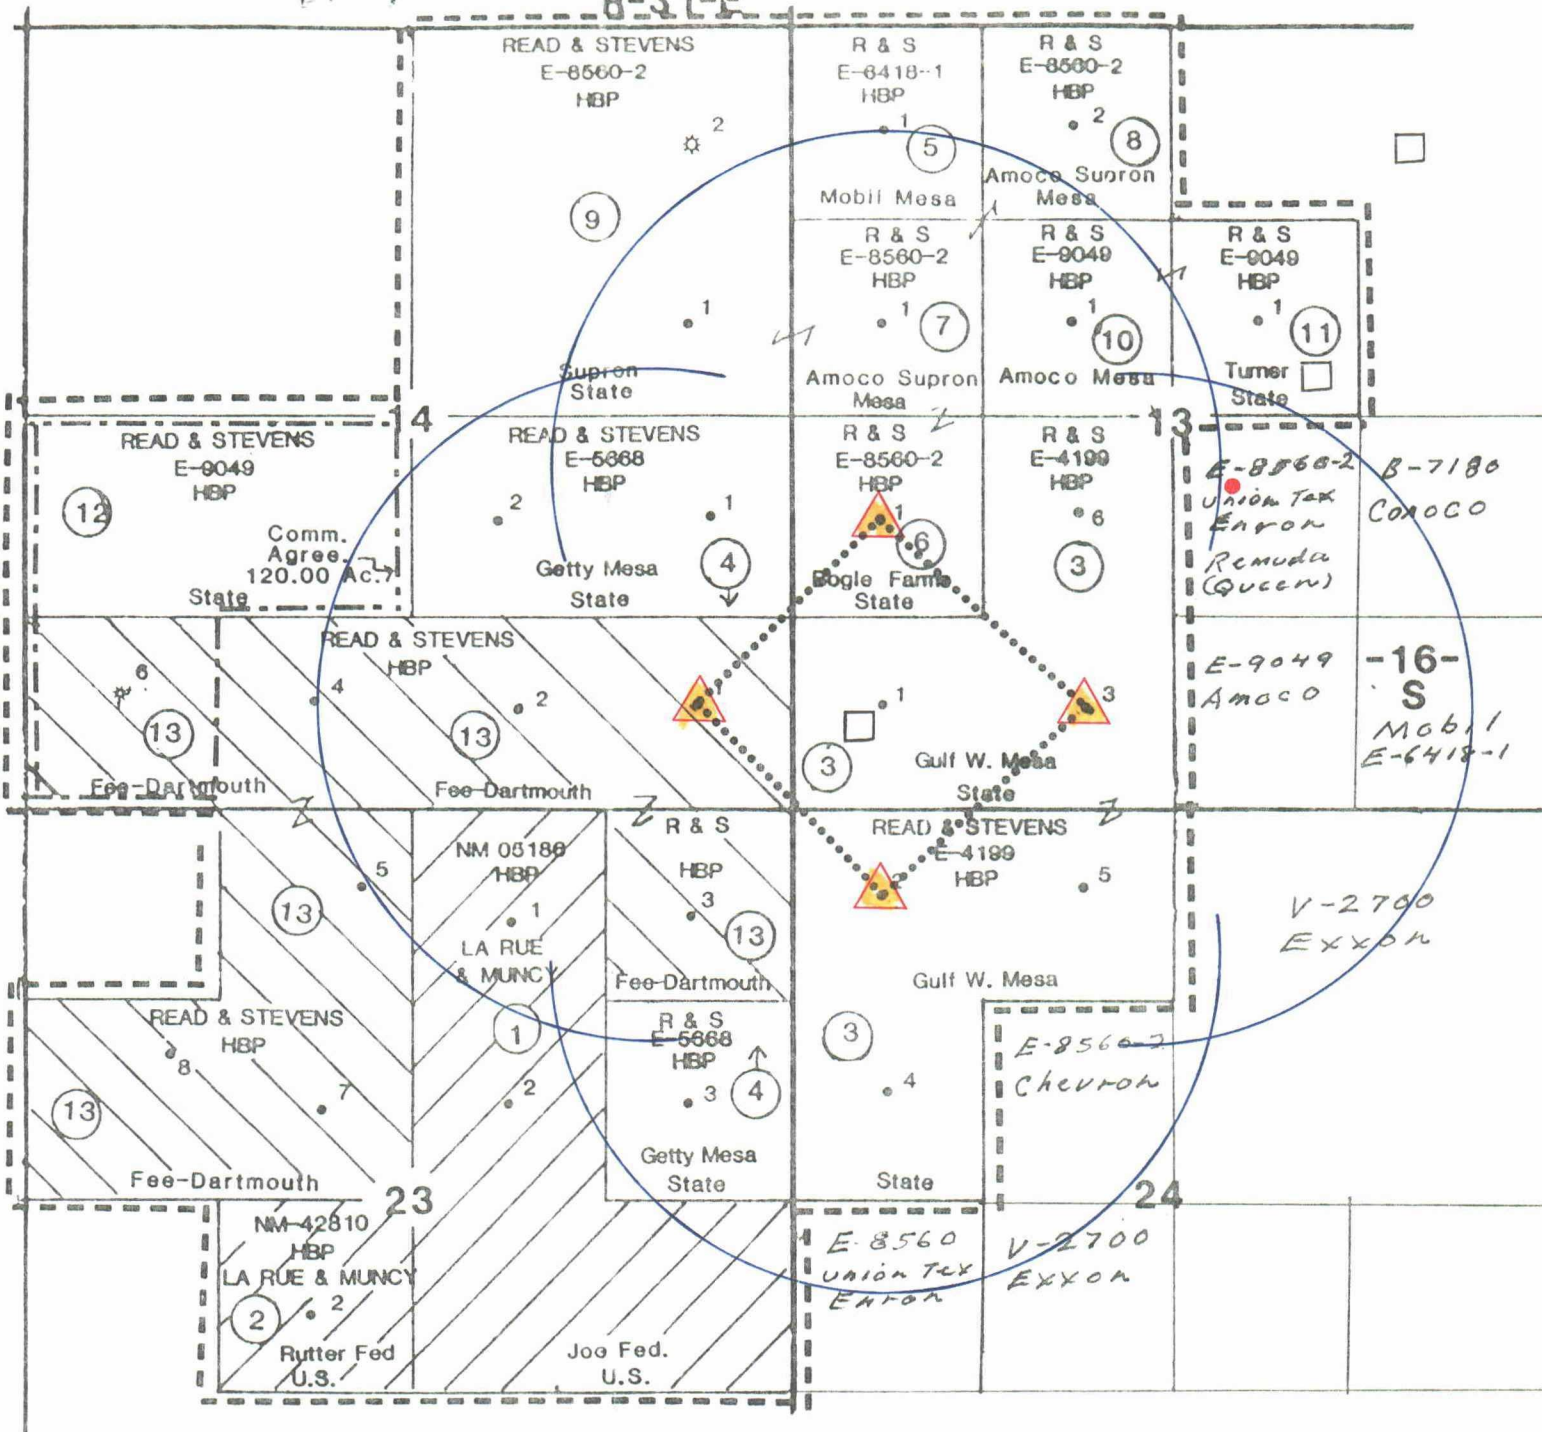 READ & STEVENS
E-8560-2
HBP
2
9
1
Supron
State
R & S
E-6418-1
HBP
1
5
Mobil Mesa
R & S
E-8560-2
HBP
2
8
Amoco Supron
Mesa
R & S
E-8560-2
HBP
1
7
Amoco Supron
Mesa
R & S
E-9049
HBP
1
10
Amoco Mesa
R & S
E-9049
HBP
1
11
Turner
State
14
13
READ & STEVENS
E-9049
HBP
12
Comm.
Agree.
120.00 Ac.
State
READ & STEVENS
E-5668
HBP
2
1
4
Getty Mesa
State
R & S
E-8560-2
HBP
1
6
Bogle Farms
State
R & S
E-4199
HBP
6
3
E-8560-2
Union Tex
Enron
Remuda
(Queen)
B-7180
Conoco
READ & STEVENS
HBP
6
4
2
1
13
13
Fee-Dartmouth
Fee-Dartmouth
1
3
3
Gulf W. Mesa
State
E-9049
Amoco
-16-
S
Mobil
E-6418-1
5
13
NM 05186
HBP
1
LA RUE
& MUNCY
1
2
R & S
HBP
3
13
Fee-Dartmouth
READ & STEVENS
E-4199
HBP
2
5
Gulf W. Mesa
V-2700
Exxon
READ & STEVENS
HBP
8
7
13
Fee-Dartmouth
R & S
E-5668
HBP
3
4
Getty Mesa
State
3
4
State
E-8560-2
Chevron
23
24
NM-42810
HBP
LA RUE & MUNCY
2
2
Rutter Fed
U.S.
Joe Fed.
U.S.
E-8560
Union Tex
Enron
V-2700
Exxon